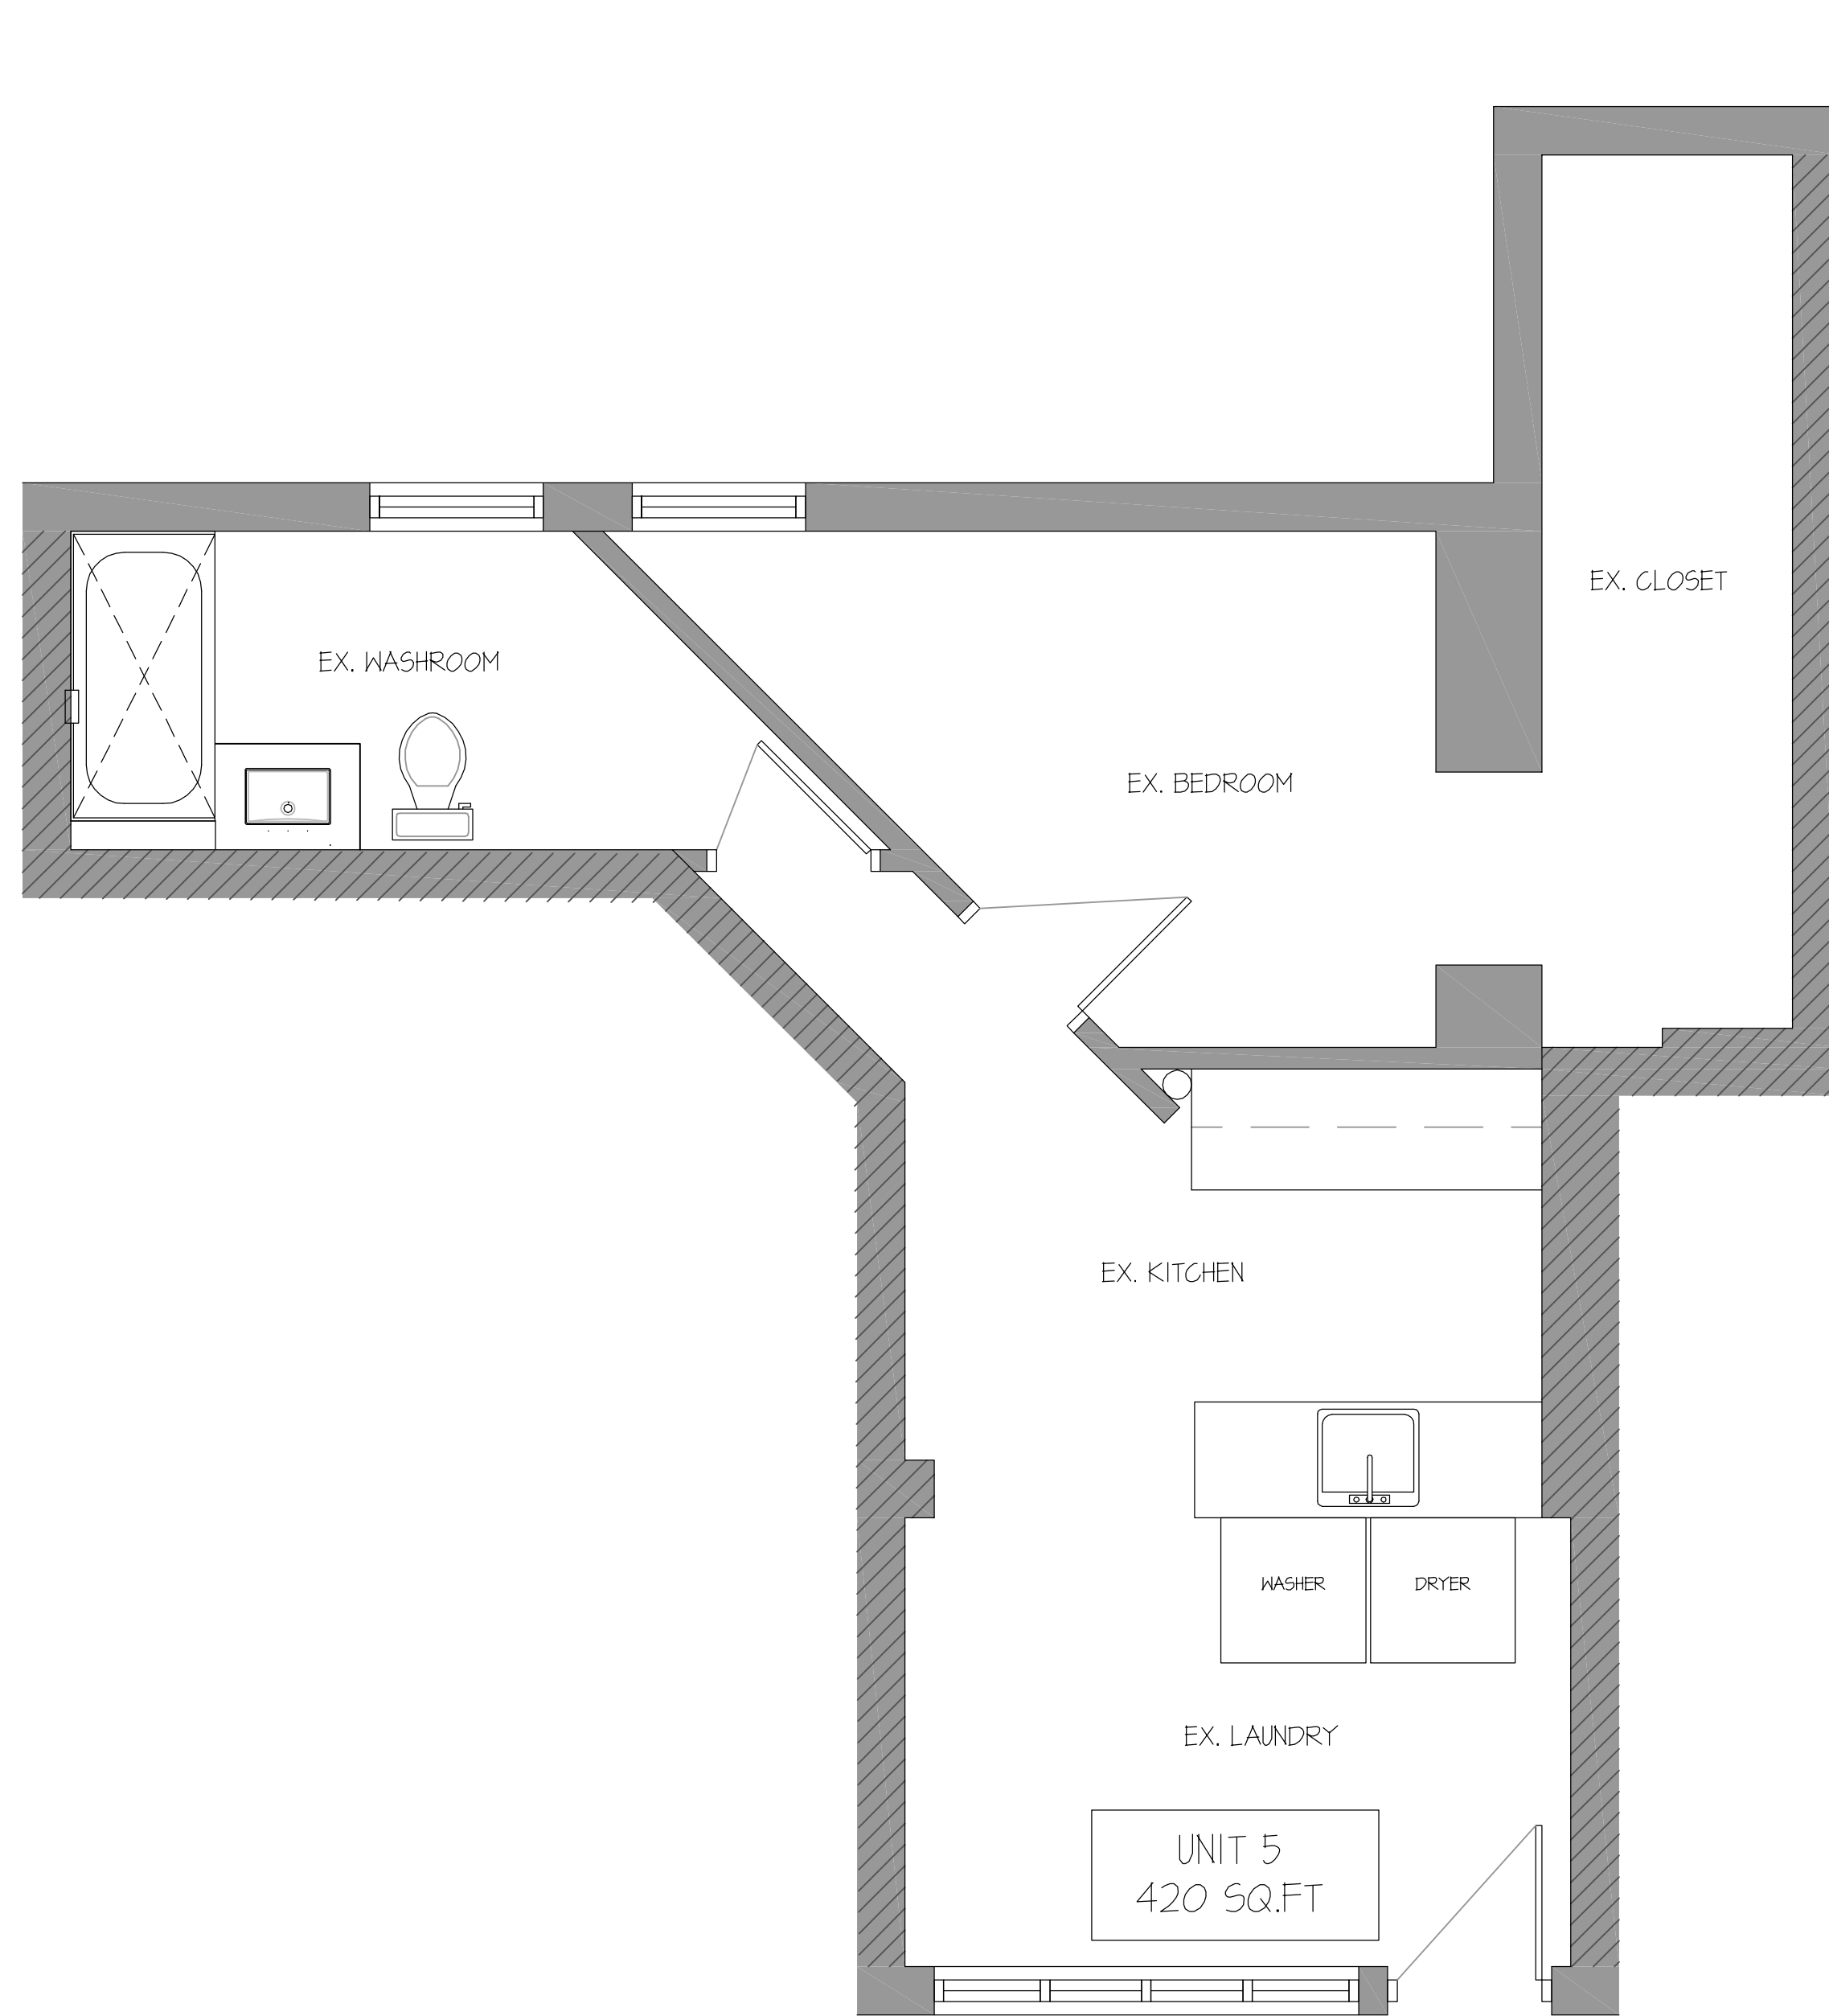 EX. CLOSET
EX. WASHROOM
EX. BEDROOM
EX. KITCHEN
WASHER
DRYER
EX. LAUNDRY
UNIT 5
420 SQ.FT